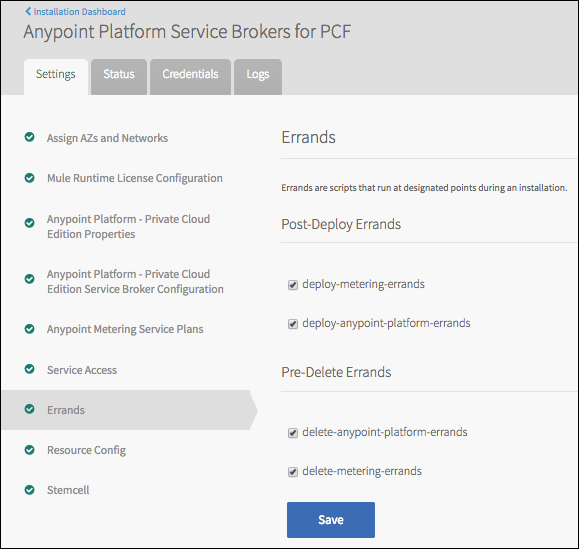 Installation Dashboard
Anypoint Platform Service Brokers for PCF
Settings
Status
Credentials
Logs
Assign AZs and Networks
Mule Runtime License Configuration
Anypoint Platform - Private Cloud
Edition Properties
Anypoint Platform - Private Cloud
Edition Service Broker Configuration
Anypoint Metering Service Plans
Service Access
Errands
Resource Config
Stemcell
Errands
Errands are scripts that run at designated points during an installation.
Post-Deploy Errands
deploy-metering-errands
deploy-anypoint-platform-errands
Pre-Delete Errands
delete-anypoint-platform-errands
delete-metering-errands
Save